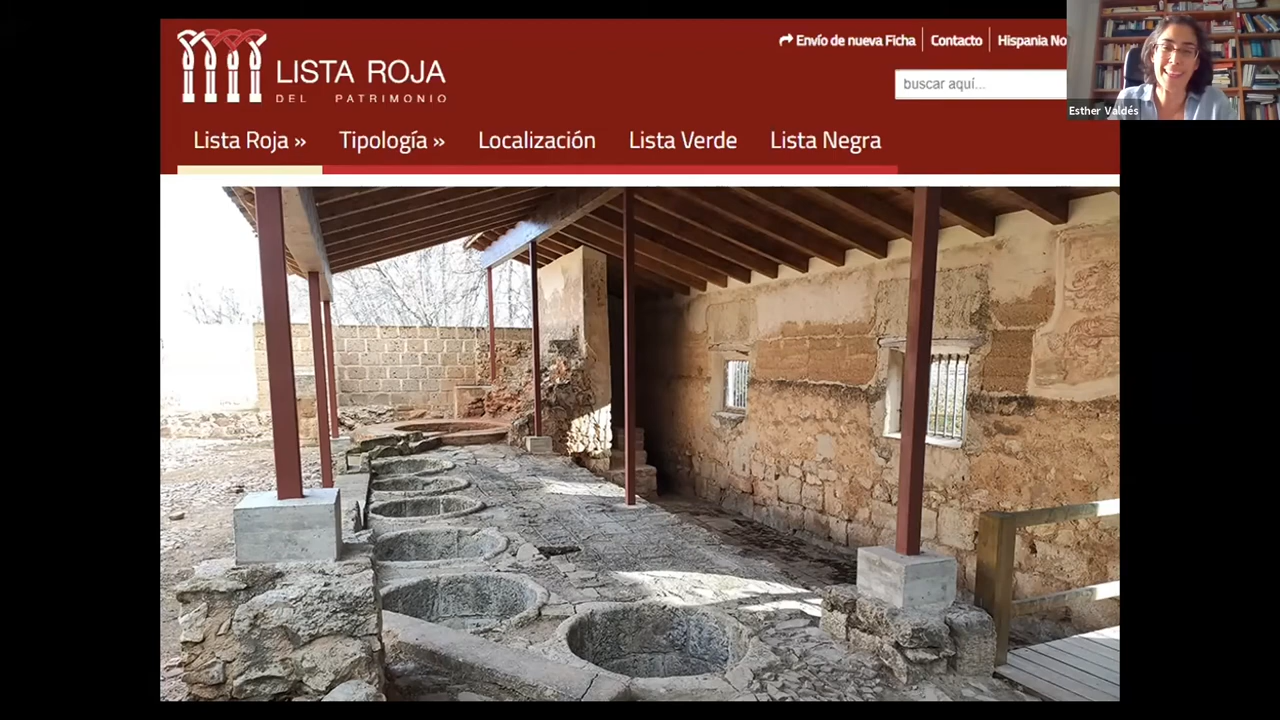 LISTA ROJA
DEL PATRIMONIO
Envío de nueva Ficha
Contacto
Hispania No
buscar aquí...
Lista Roja »
Tipología »
Localización
Lista Verde
Lista Negra
Esther Valdés